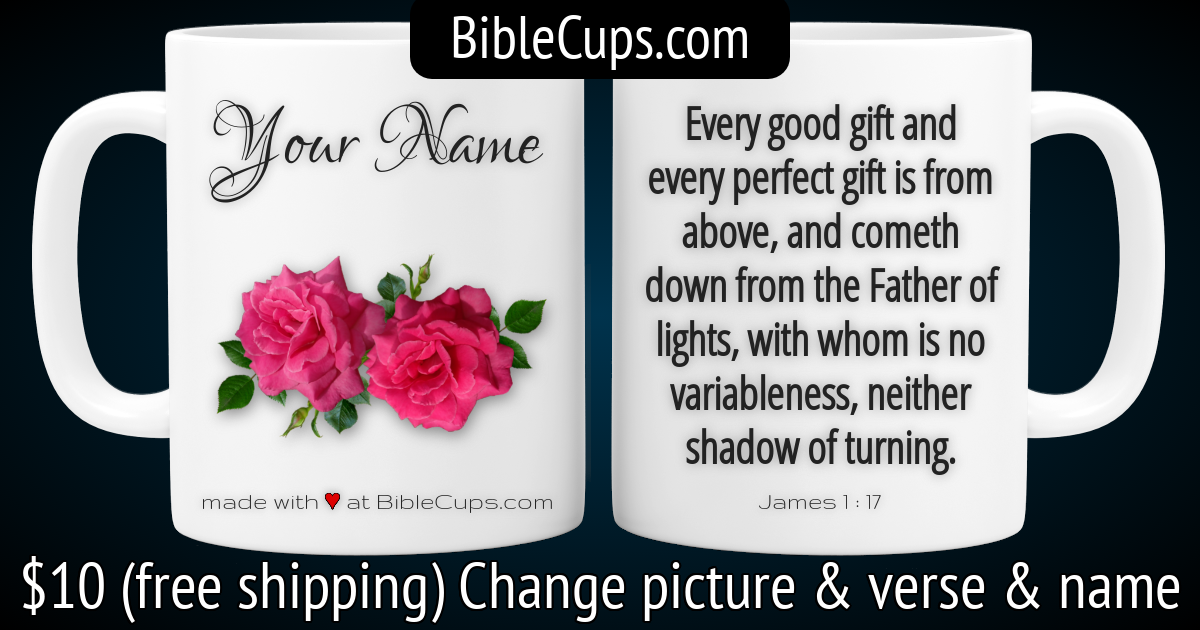 BibleCups.com
Your Name
made with ♥ at BibleCups.com
Every good gift and
every perfect gift is from
above, and cometh
down from the Father of
lights, with whom is no
variableness, neither
shadow of turning.
James 1 : 17
$10 (free shipping) Change picture & verse & name